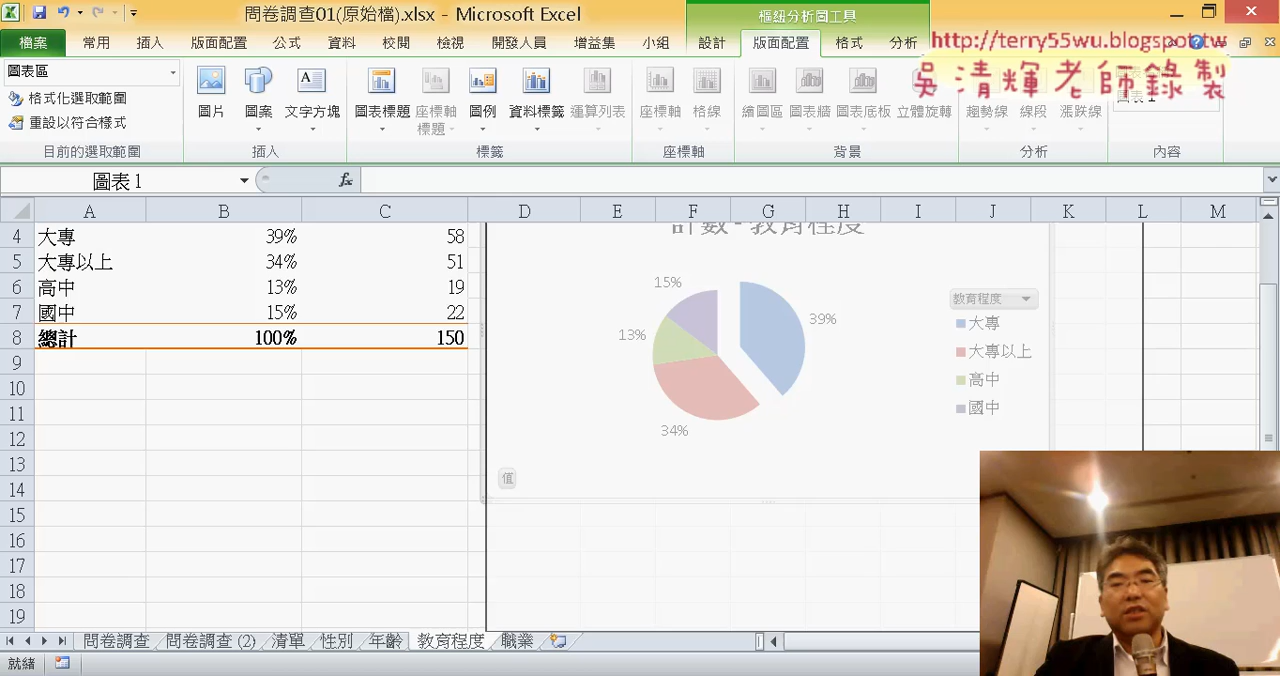 問卷調查01(原始檔).xlsx - Microsoft Excel
樞紐分析圖工具
檔案 常用 插入 版面配置 公式 資料 校閱 檢視 開發人員 增益集 小組 設計 版面配置 格式 分析
http://terry55wu.blogspot.tw
吳清輝老師錄製
圖表區
格式化選取範圍
重設以符合樣式
目前的選取範圍
圖片 圖案 文字方塊
插入
圖表標題 座標軸標題 圖例 資料標籤 運算列表
標籤
座標軸 格線
座標軸
繪圖區 圖表牆 圖表底板 立體旋轉
背景
趨勢線 線段 漲跌線
分析
內容
圖表 1
fx
A B C D E F G H I J K L M
4 大專 39% 58
5 大專以上 34% 51
6 高中 13% 19
7 國中 15% 22
8 總計 100% 150
9
10
11
12
13
14
15
16
17
18
19
計數 - 教育程度
15%
39%
13%
34%
教育程度
大專
大專以上
高中
國中
值
問卷調查 問卷調查 (2) 清單 性別 年齡 教育程度 職業
就緒